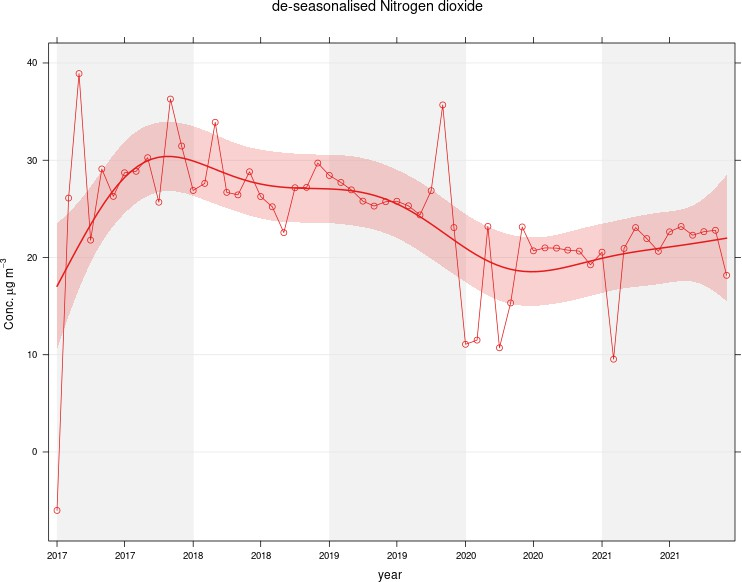 de-seasonalised Nitrogen dioxide
Conc. μg m⁻³
40
30
20
10
0
2017 2017 2018 2018 2019 2019 2020 2020 2021 2021
year